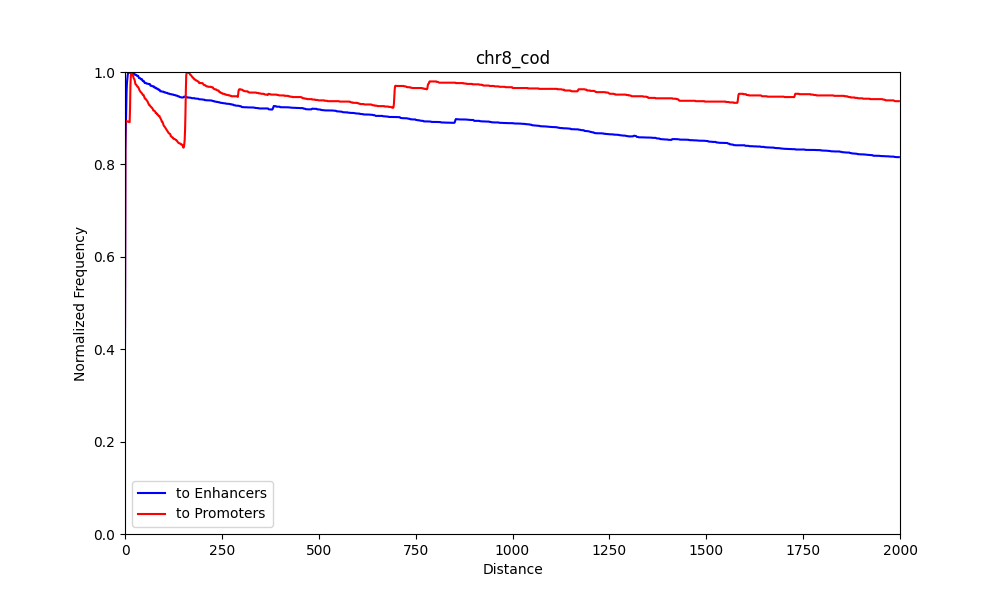 chr8_cod
Normalized Frequency
1.0
0.8
0.6
0.4
0.2
0.0
to Enhancers
to Promoters
0 250 500 750 1000 1250 1500 1750 2000
Distance